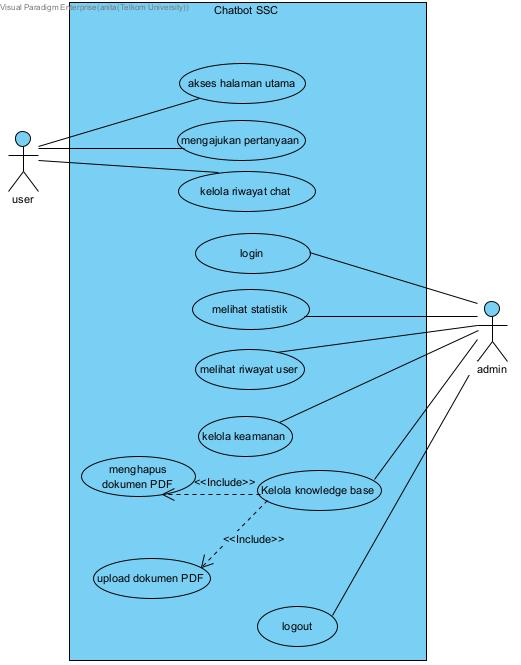 Visual Paradigm Enterprise(anita(Telkom University))
Chatbot SSC
akses halaman utama
mengajukan pertanyaan
user
kelola riwayat chat
login
melihat statistik
melihat riwayat user
admin
kelola keamanan
menghapus
dokumen PDF
<<Include>>
Kelola knowledge base
<<Include>>
upload dokumen PDF
logout